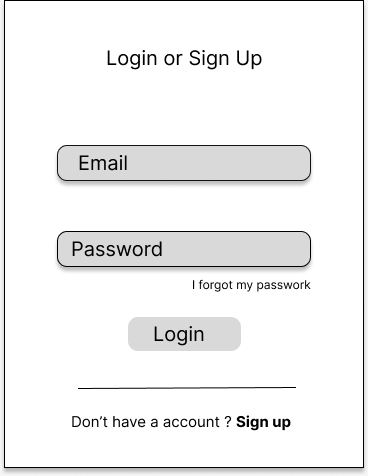 Login or Sign Up
Email
Password
I forgot my passwork
Login
Don’t have a account ? Sign up